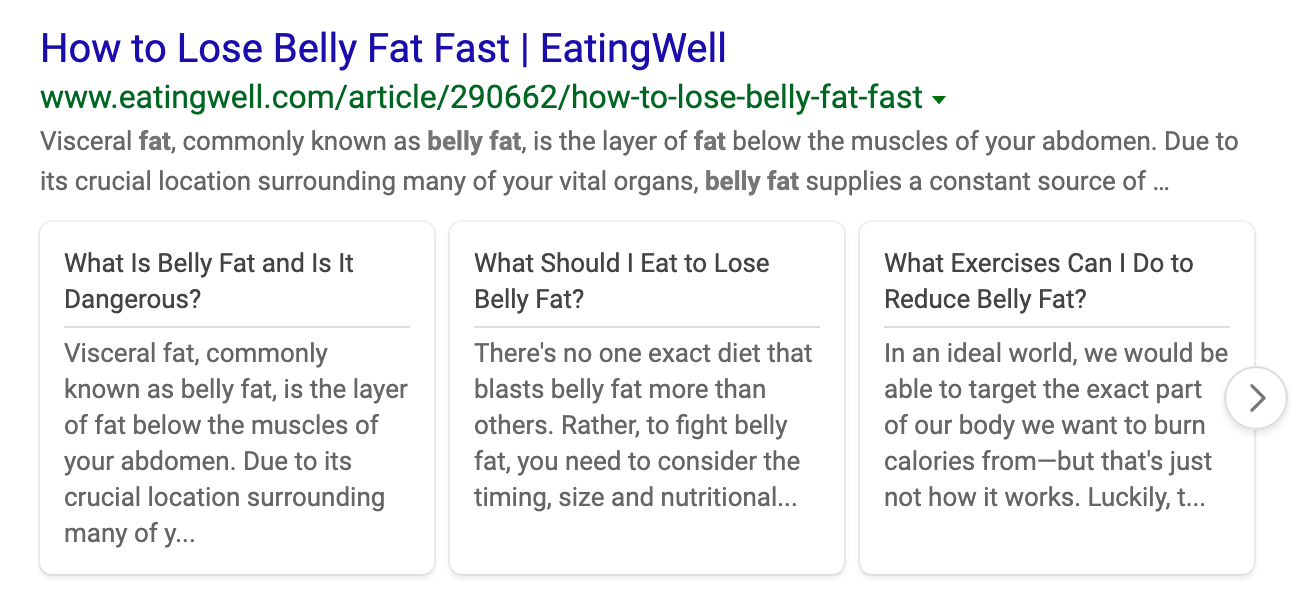 How to Lose Belly Fat Fast | EatingWell
www.eatingwell.com/article/290662/how-to-lose-belly-fat-fast
Visceral fat, commonly known as belly fat, is the layer of fat below the muscles of your abdomen. Due to
its crucial location surrounding many of your vital organs, belly fat supplies a constant source of ...
What Is Belly Fat and Is It
Dangerous?
Visceral fat, commonly
known as belly fat, is the layer
of fat below the muscles of
your abdomen. Due to its
crucial location surrounding
many of y...
What Should I Eat to Lose
Belly Fat?
There's no one exact diet that
blasts belly fat more than
others. Rather, to fight belly
fat, you need to consider the
timing, size and nutritional...
What Exercises Can I Do to
Reduce Belly Fat?
In an ideal world, we would be
able to target the exact part
of our body we want to burn
calories from—but that's just
not how it works. Luckily, t...